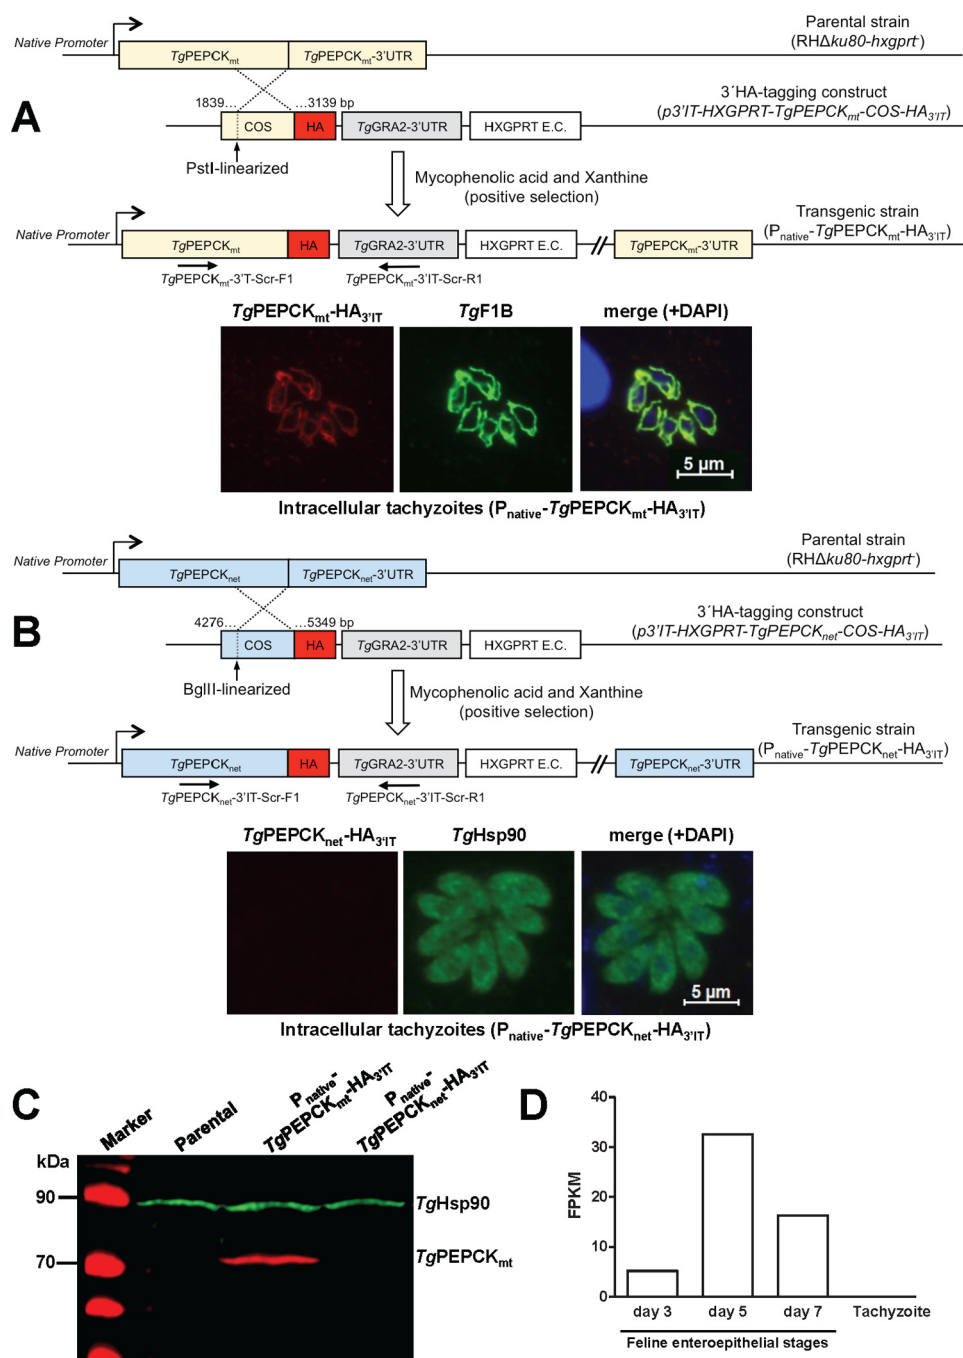 Native Promoter
TgPEPCKmt
TgPEPCKmt-3'UTR
Parental strain
(RHΔku80-hxgprt-)
A
1839...
...3139 bp
COS
HA
TgGRA2-3'UTR
HXGPRT E.C.
3´HA-tagging construct
(p3'IT-HXGPRT-TgPEPCKmt-COS-HA3'IT)
PstI-linearized
Mycophenolic acid and Xanthine
(positive selection)
Native Promoter
TgPEPCKmt
HA
TgGRA2-3'UTR
HXGPRT E.C.
TgPEPCKmt-3'UTR
Transgenic strain
(Pnative-TgPEPCKmt-HA3'IT)
TgPEPCKmt-3'T-Scr-F1
TgPEPCKmt-3'IT-Scr-R1
TgPEPCKmt-HA3'IT
TgF1B
merge (+DAPI)
5 µm
Intracellular tachyzoites (Pnative-TgPEPCKmt-HA3'IT)
Native Promoter
TgPEPCKnet
TgPEPCKnet-3'UTR
Parental strain
(RHΔku80-hxgprt-)
B
4276...
...5349 bp
COS
HA
TgGRA2-3'UTR
HXGPRT E.C.
3´HA-tagging construct
(p3'IT-HXGPRT-TgPEPCKnet-COS-HA3'IT)
BglII-linearized
Mycophenolic acid and Xanthine
(positive selection)
Native Promoter
TgPEPCKnet
HA
TgGRA2-3'UTR
HXGPRT E.C.
TgPEPCKnet-3'UTR
Transgenic strain
(Pnative-TgPEPCKnet-HA3'IT)
TgPEPCKnet-3'IT-Scr-F1
TgPEPCKnet-3'IT-Scr-R1
TgPEPCKnet-HA3'IT
TgHsp90
merge (+DAPI)
5 µm
Intracellular tachyzoites (Pnative-TgPEPCKnet-HA3'IT)
C
kDa
Marker
Parental
Pnative-
TgPEPCKmt-HA3'IT
Pnative-
TgPEPCKnet-HA3'IT
90
70
TgHsp90
TgPEPCKmt
D
FPKM
40
30
20
10
0
day 3
day 5
day 7
Tachyzoite
Feline enteroepithelial stages